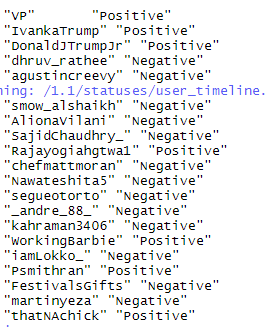 "VP" "Positive"
"IvankaTrump" "Positive"
"DonaldJTrumpJr" "Positive"
"dhruv_rathee" "Negative"
"agustincreevy" "Negative"
ning: /1.1/statuses/user_timeline.
"smow_alshaikh" "Negative"
"AlionaVilani" "Negative"
"SajidChaudhry_" "Negative"
"Rajayogiahgtwa1" "Positive"
"chefmattmoran" "Negative"
"Nawateshita5" "Negative"
"segueotorto" "Negative"
"_andre_88_" "Negative"
"kahraman3406" "Negative"
"WorkingBarbie" "Positive"
"iamLokko_" "Negative"
"Psmithran" "Positive"
"FestivalsGifts" "Negative"
"martinyeza" "Negative"
"thatNAchick" "Positive"